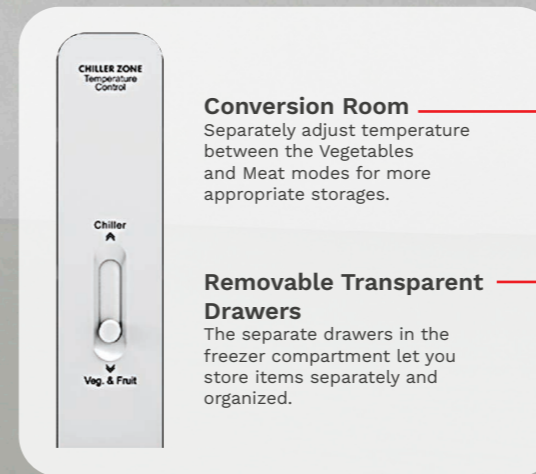 CHILLER ZONE
Temperature
Control
Chiller
Veg. & Fruit
Conversion Room
Separately adjust temperature
between the Vegetables
and Meat modes for more
appropriate storages.
Removable Transparent
Drawers
The separate drawers in the
freezer compartment let you
store items separately and
organized.